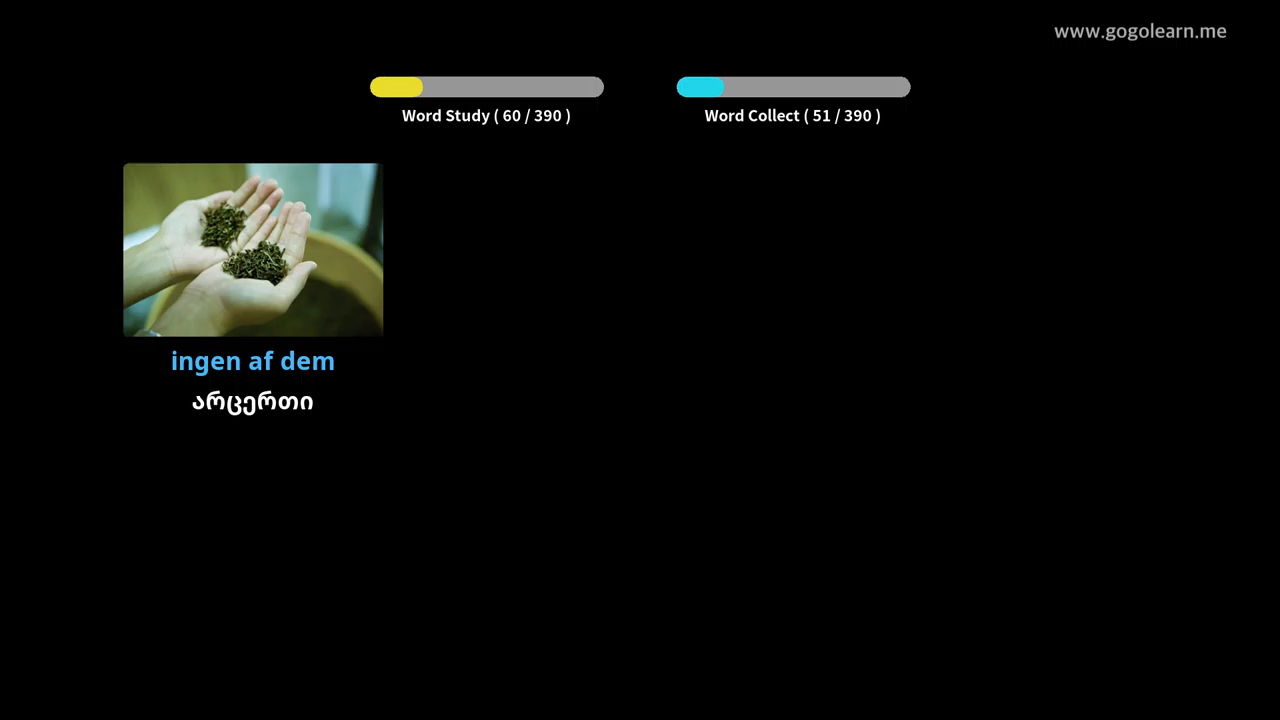 www.gogolearn.me
Word Study ( 60 / 390 )
Word Collect ( 51 / 390 )
ingen af dem
არცერთი